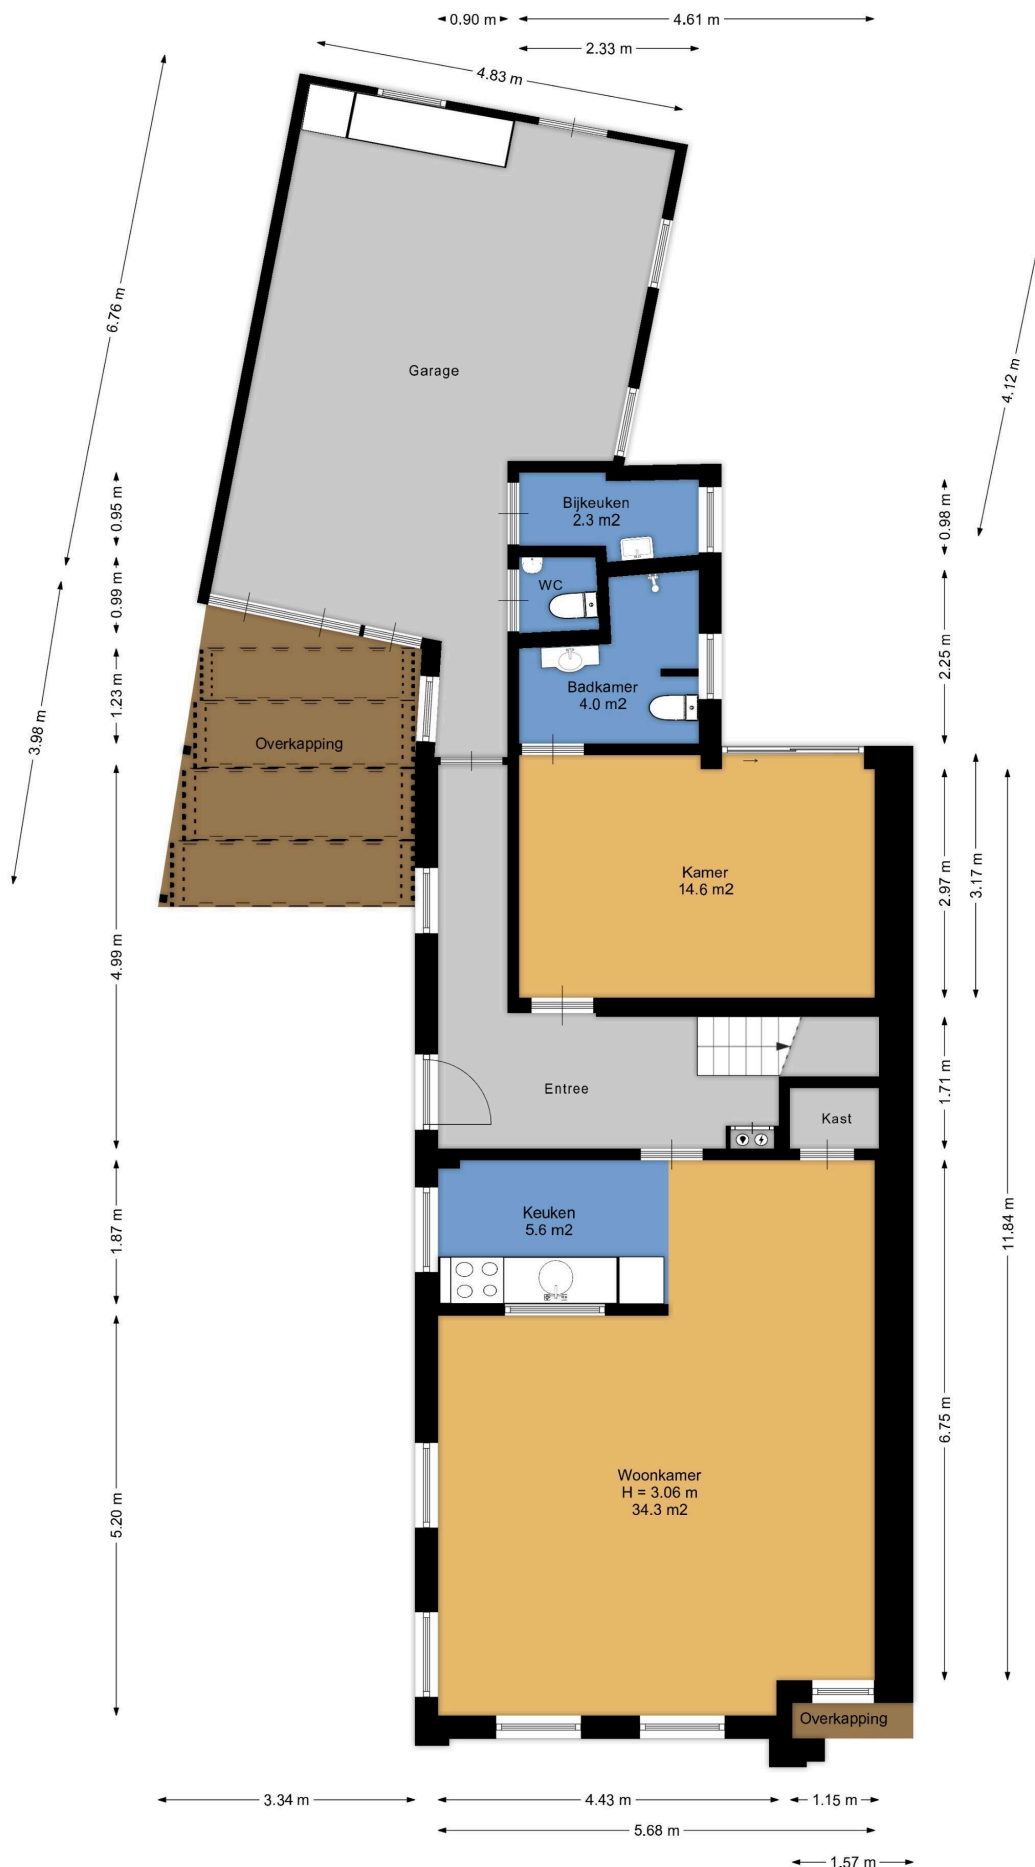 0.90 m
4.61 m
2.33 m
4.83 m
6.76 m
4.12 m
Garage
0.95 m
0.98 m
Bijkeuken
2.3 m2
0.99 m
WC
2.25 m
1.23 m
3.98 m
Badkamer
4.0 m2
Overkapping
4.99 m
Kamer
14.6 m2
2.97 m
3.17 m
1.71 m
Entree
Kast
1.87 m
Keuken
5.6 m2
11.84 m
6.75 m
5.20 m
Woonkamer
H = 3.06 m
34.3 m2
Overkapping
3.34 m
4.43 m
1.15 m
5.68 m
1.57 m